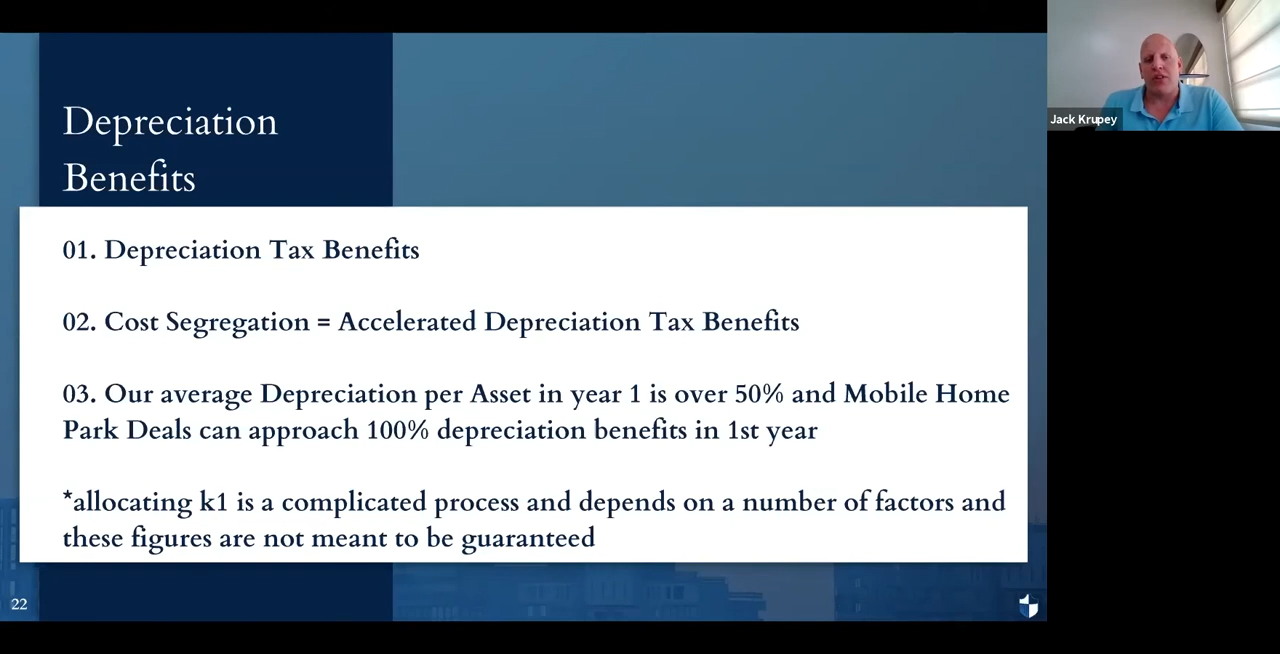 Depreciation
Benefits
01. Depreciation Tax Benefits
02. Cost Segregation = Accelerated Depreciation Tax Benefits
03. Our average Depreciation per Asset in year 1 is over 50% and Mobile Home
Park Deals can approach 100% depreciation benefits in 1st year
*allocating k1 is a complicated process and depends on a number of factors and
these figures are not meant to be guaranteed
22
Jack Krupey